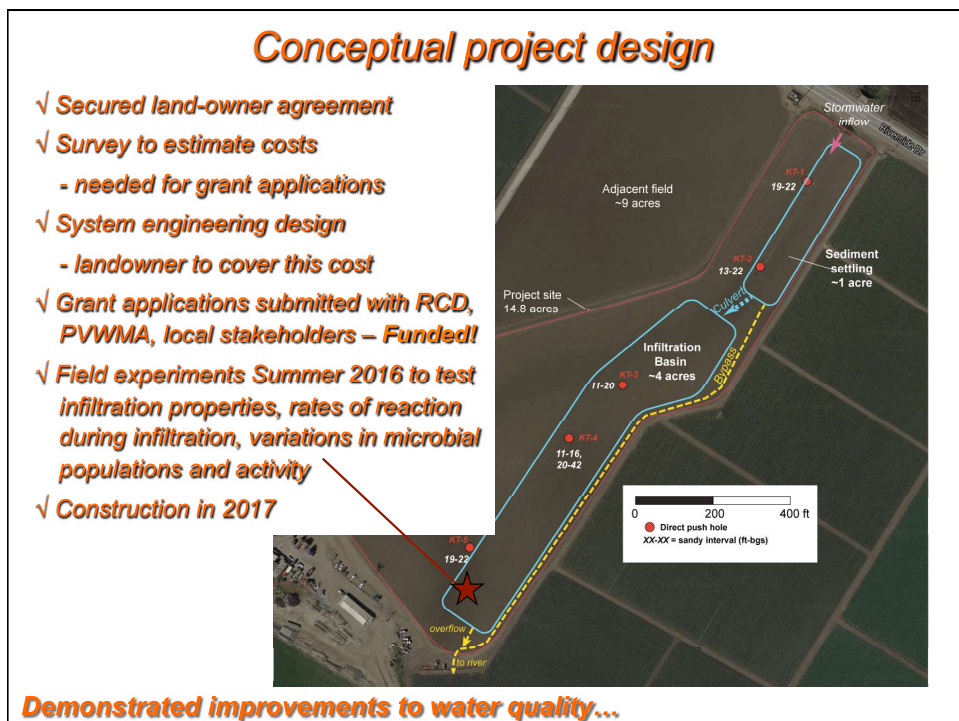 Conceptual project design
√ Secured land-owner agreement
√ Survey to estimate costs
- needed for grant applications
√ System engineering design
- landowner to cover this cost
√ Grant applications submitted with RCD,
PVWMA, local stakeholders – Funded!
√ Field experiments Summer 2016 to test
infiltration properties, rates of reaction
during infiltration, variations in microbial
populations and activity
√ Construction in 2017
Stormwater
inflow
Riverside Dr
KT-1
19-22
Adjacent field
~9 acres
KT-2
13-22
Sediment
settling
~1 acre
Project site
14.8 acres
Culvert
Infiltration
Basin
~4 acres
Bypass
KT-3
11-20
KT-4
11-16,
20-42
0 200 400 ft
Direct push hole
XX-XX = sandy interval (ft-bgs)
KT-5
19-22
overflow
to river
Demonstrated improvements to water quality…